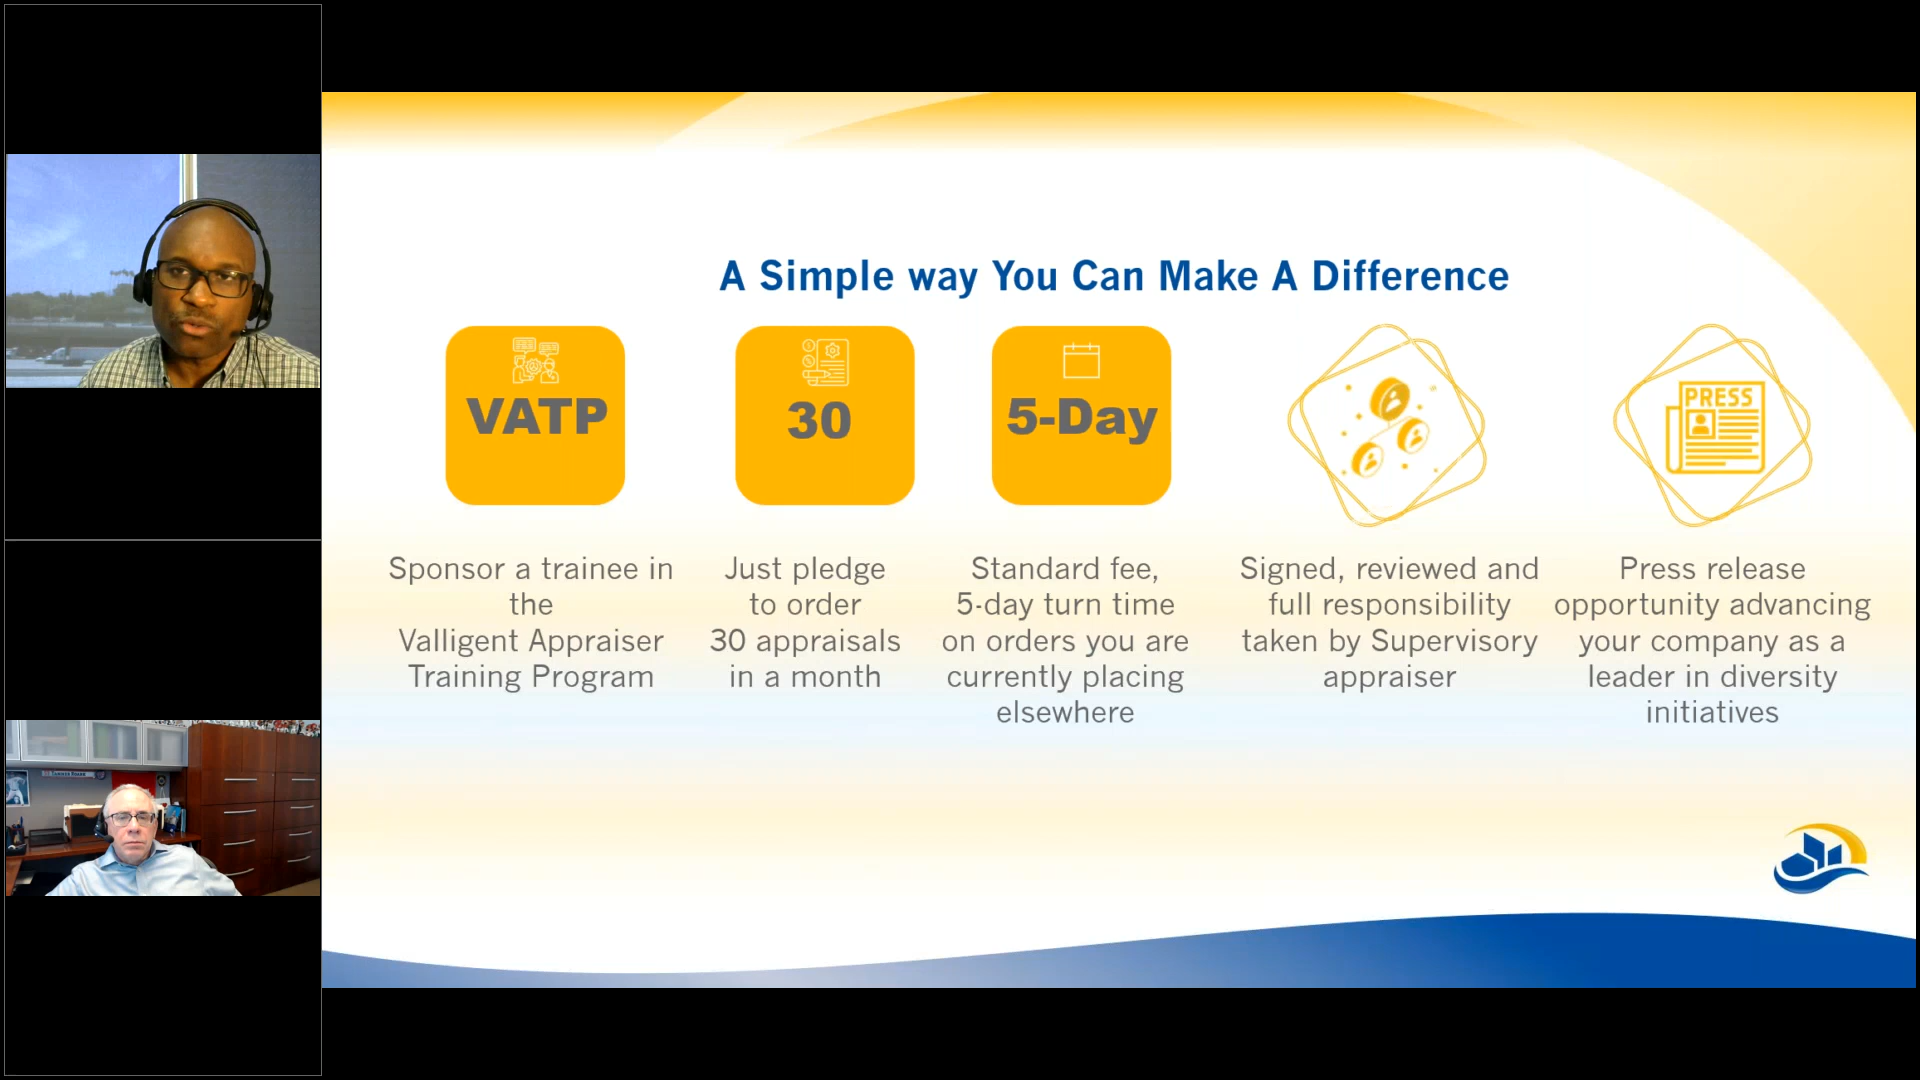 A Simple way You Can Make A Difference
VATP
Sponsor a trainee in
the
Valligent Appraiser
Training Program
30
Just pledge
to order
30 appraisals
in a month
5-Day
Standard fee,
5-day turn time
on orders you are
currently placing
elsewhere
Signed, reviewed and
full responsibility
taken by Supervisory
appraiser
PRESS
Press release
opportunity advancing
your company as a
leader in diversity
initiatives